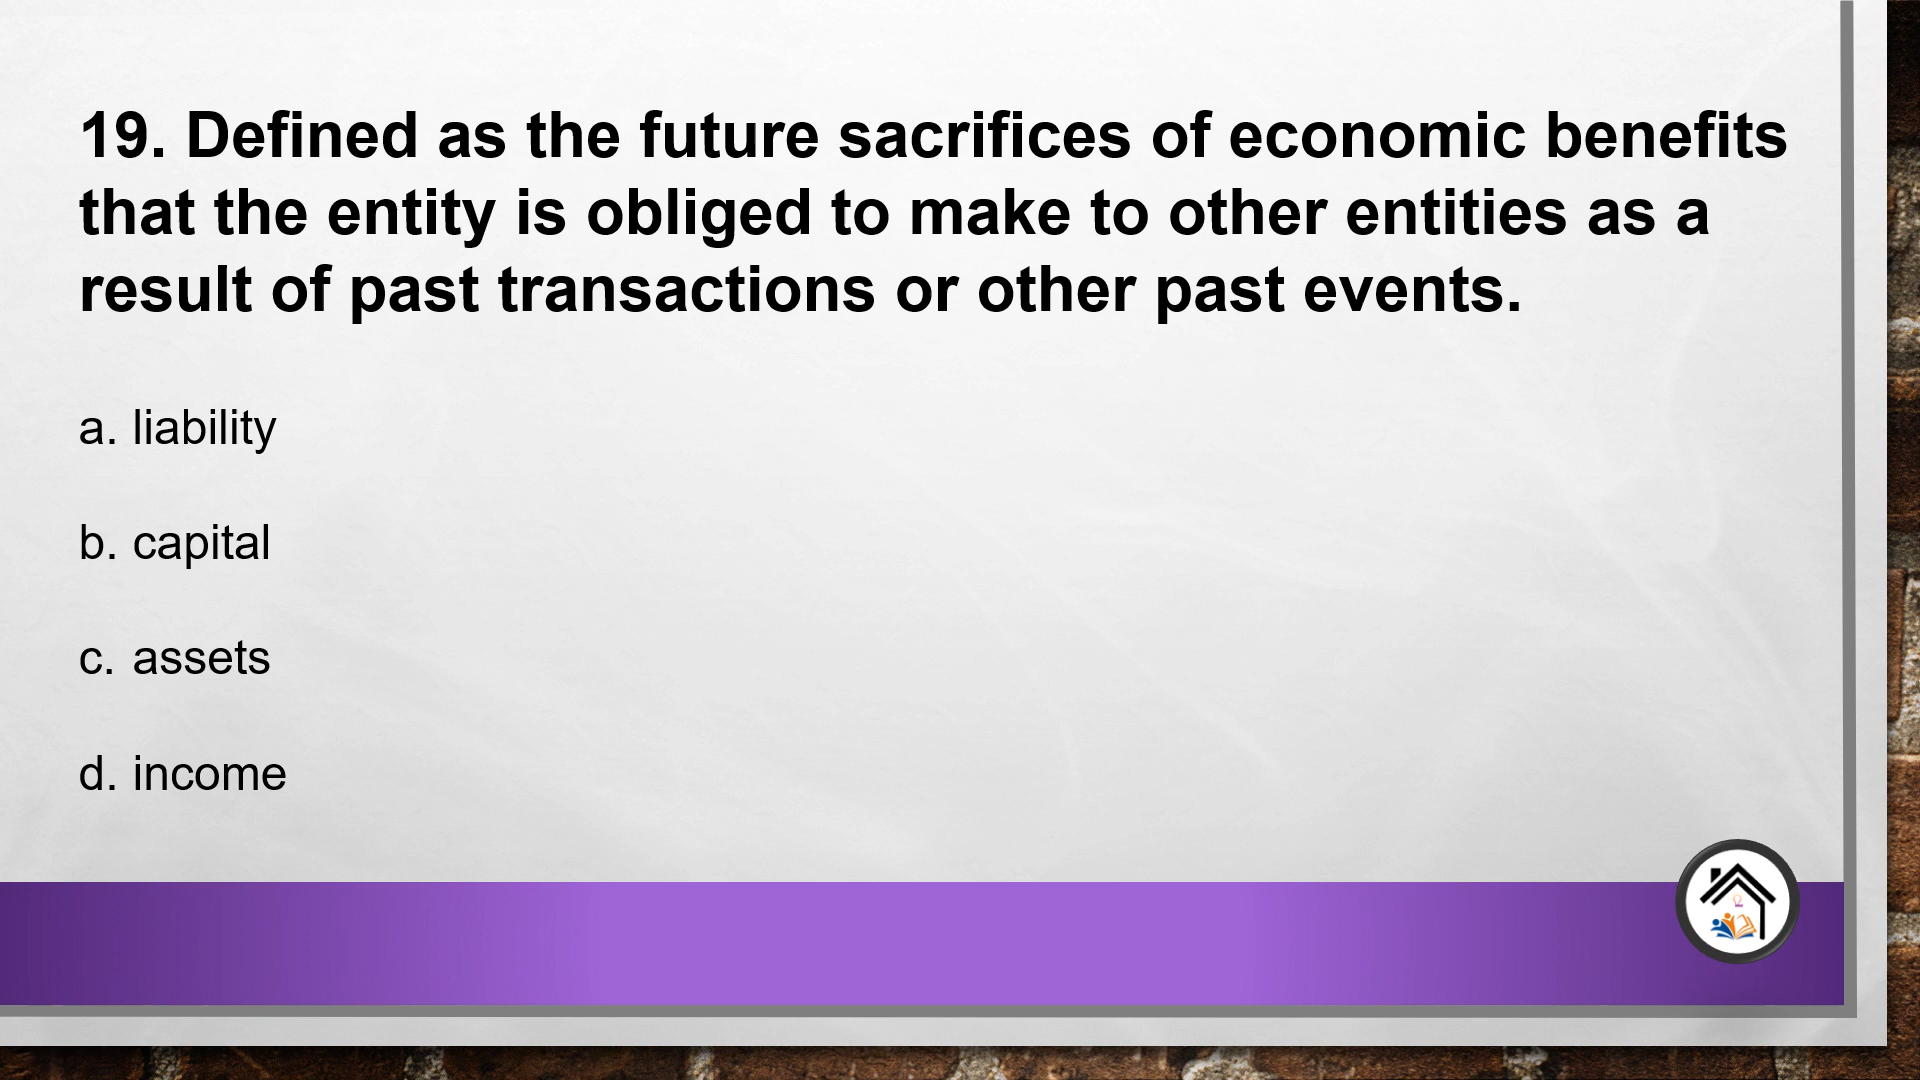 19. Defined as the future sacrifices of economic benefits
that the entity is obliged to make to other entities as a
result of past transactions or other past events.
a. liability
b. capital
c. assets
d. income